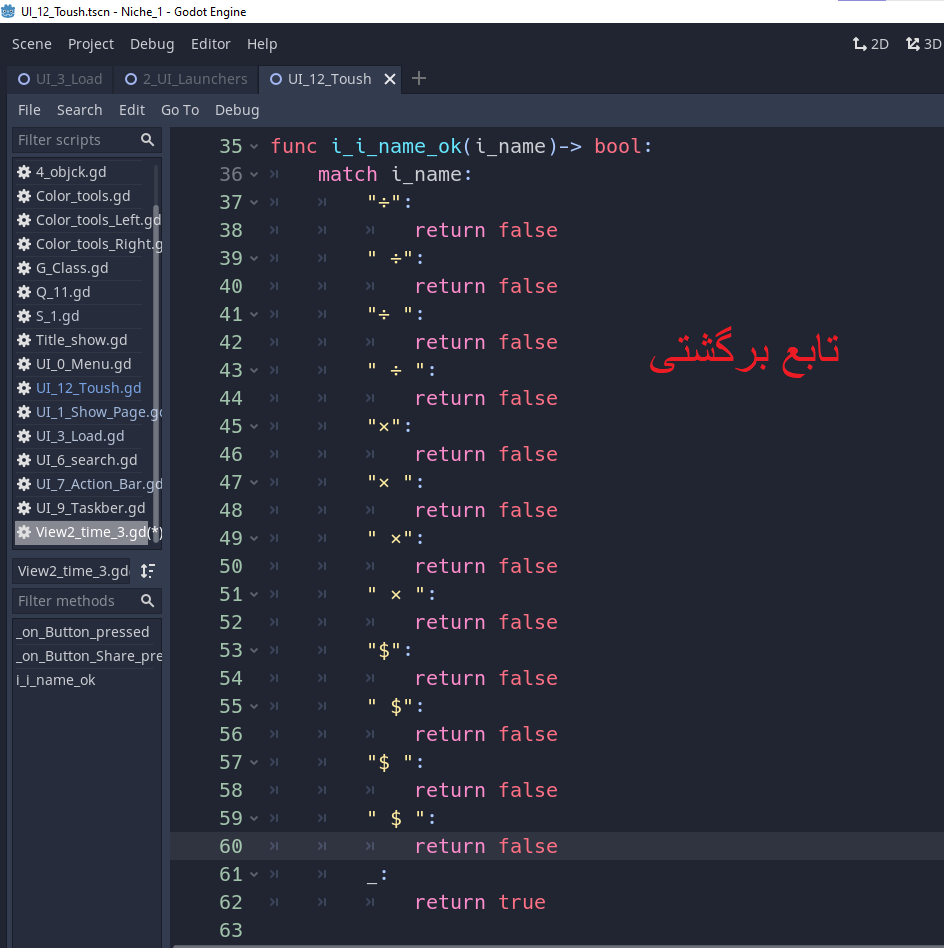 UI_12_Toush.tscn - Niche_1 - Godot Engine
Scene Project Debug Editor Help 2D 3D
UI_3_Load 2_UI_Launchers UI_12_Toush
File Search Edit Go To Debug
Filter scripts
4_objck.gd
Color_tools.gd
Color_tools_Left.gd
Color_tools_Right.g
G_Class.gd
Q_11.gd
S_1.gd
Title_show.gd
UI_0_Menu.gd
UI_12_Toush.gd
UI_1_Show_Page.gd
UI_3_Load.gd
UI_6_search.gd
UI_7_Action_Bar.gd
UI_9_Taskber.gd
View2_time_3.gd(*)
View2_time_3.gd
Filter methods
_on_Button_pressed
_on_Button_Share_pre
i_i_name_ok
35 func i_i_name_ok(i_name)-> bool:
36 match i_name:
37 "÷":
38 return false
39 " ÷":
40 return false
41 "÷ ":
42 return false
43 " ÷ ":
44 return false
45 "×":
46 return false
47 "× ":
48 return false
49 " ×":
50 return false
51 " × ":
52 return false
53 "$":
54 return false
55 " $":
56 return false
57 "$ ":
58 return false
59 " $ ":
60 return false
61 _:
62 return true
63
تابع برگشتی